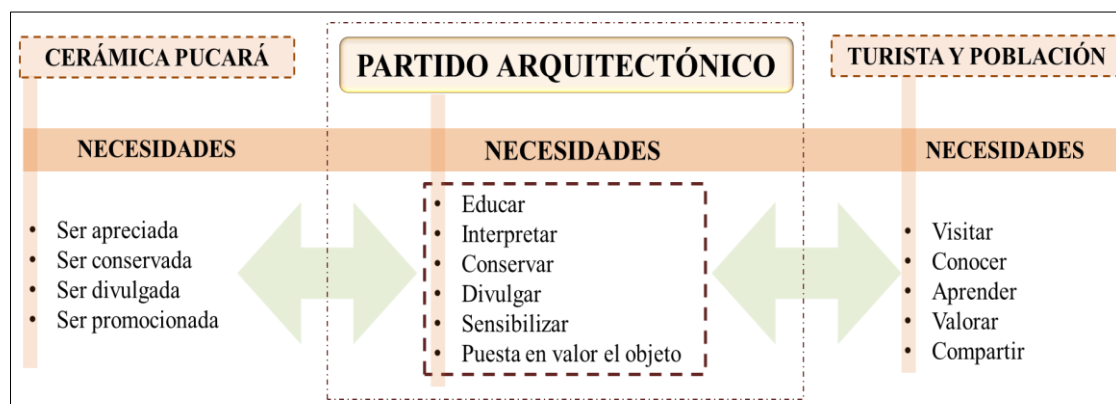 CERÁMICA PUCARÁ
NECESIDADES
• Ser apreciada
• Ser conservada
• Ser divulgada
• Ser promocionada
PARTIDO ARQUITECTÓNICO
NECESIDADES
• Educar
• Interpretar
• Conservar
• Divulgar
• Sensibilizar
• Puesta en valor el objeto
TURISTA Y POBLACIÓN
NECESIDADES
• Visitar
• Conocer
• Aprender
• Valorar
• Compartir